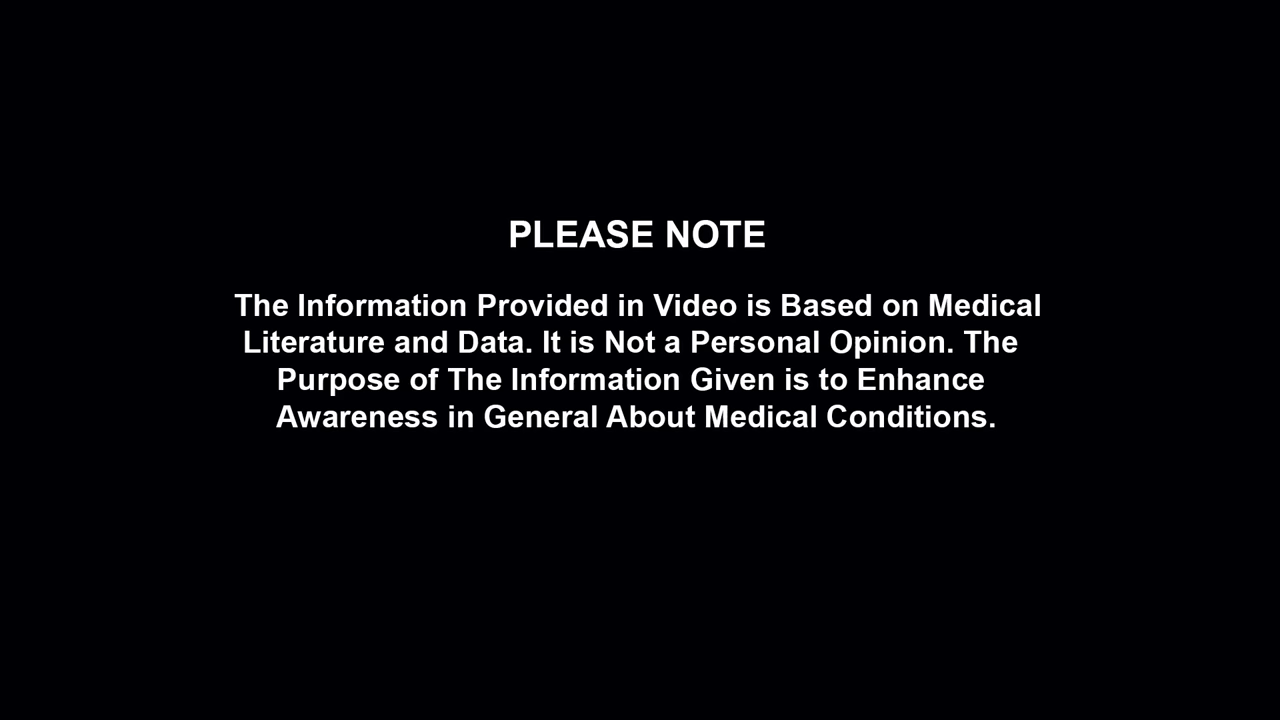 PLEASE NOTE
The Information Provided in Video is Based on Medical
Literature and Data. It is Not a Personal Opinion. The
Purpose of The Information Given is to Enhance
Awareness in General About Medical Conditions.